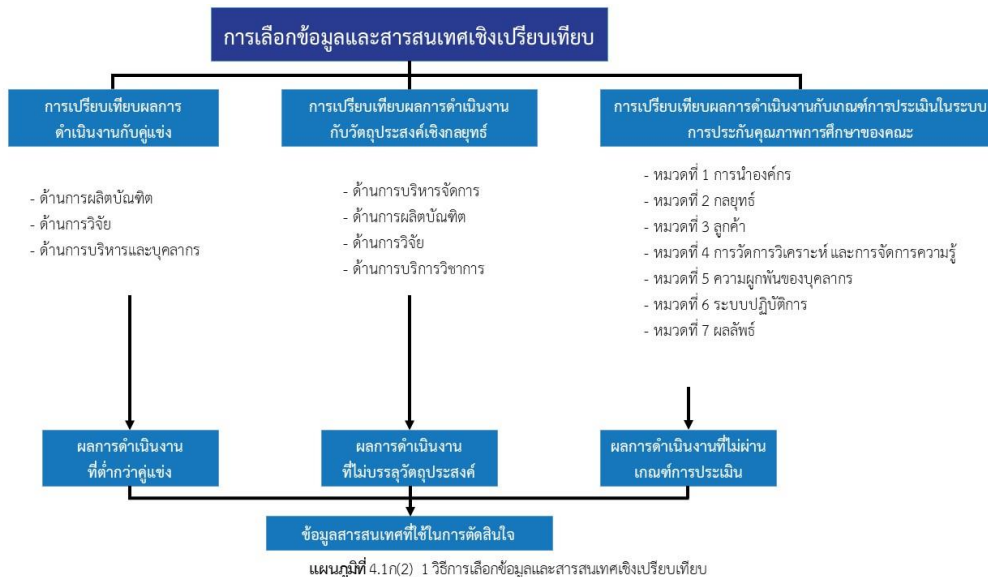 การเลือกข้อมูลและสารสนเทศเชิงเปรียบเทียบ
การเปรียบเทียบผลการ
ดำเนินงานกับคู่แข่ง
- ด้านการผลิตบัณฑิต
- ด้านการวิจัย
- ด้านการบริหารและบุคลากร
การเปรียบเทียบผลการดำเนินงาน
กับวัตถุประสงค์เชิงกลยุทธ์
- ด้านการบริหารจัดการ
- ด้านการผลิตบัณฑิต
- ด้านการวิจัย
- ด้านการบริการวิชาการ
การเปรียบเทียบผลการดำเนินงานกับเกณฑ์การประเมินในระบบ
การประกันคุณภาพการศึกษาของคณะ
- หมวดที่ 1 การนำองค์กร
- หมวดที่ 2 กลยุทธ์
- หมวดที่ 3 ลูกค้า
- หมวดที่ 4 การวัดการวิเคราะห์ และการจัดการความรู้
- หมวดที่ 5 ความผูกพันของบุคลากร
- หมวดที่ 6 ระบบปฏิบัติการ
- หมวดที่ 7 ผลลัพธ์
ผลการดำเนินงาน
ที่ต่ำกว่าคู่แข่ง
ผลการดำเนินงาน
ที่ไม่บรรลุวัตถุประสงค์
ผลการดำเนินงานที่ไม่ผ่าน
เกณฑ์การประเมิน
ข้อมูลสารสนเทศที่ใช้ในการตัดสินใจ
แผนภูมิที่ 4.1ก(2) 1 วิธีการเลือกข้อมูลและสารสนเทศเชิงเปรียบเทียบ